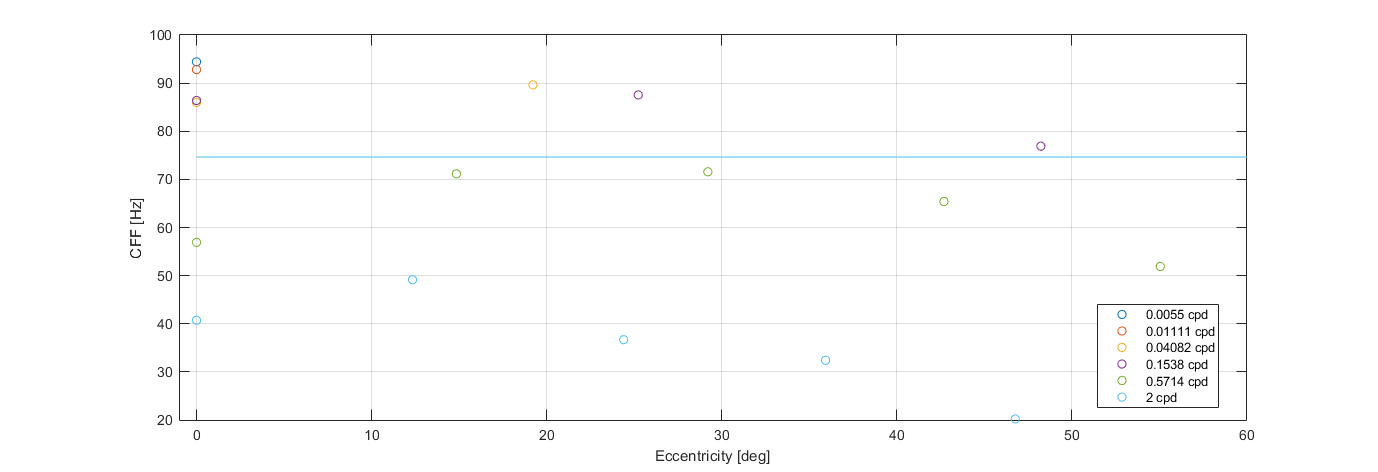 100
90
80
70
60
50
40
30
20
CFF [Hz]
0 10 20 30 40 50 60
Eccentricity [deg]
0.0055 cpd
0.01111 cpd
0.04082 cpd
0.1538 cpd
0.5714 cpd
2 cpd